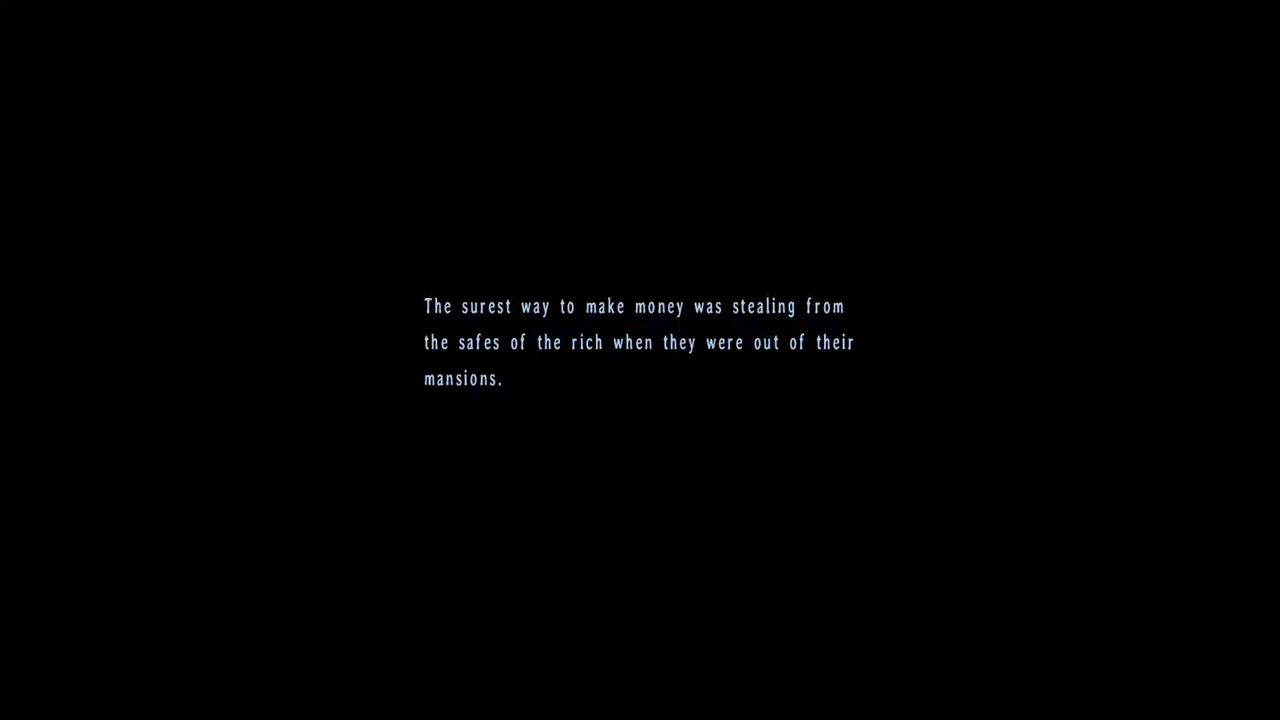 The surest way to make money was stealing from
the safes of the rich when they were out of their
mansions.